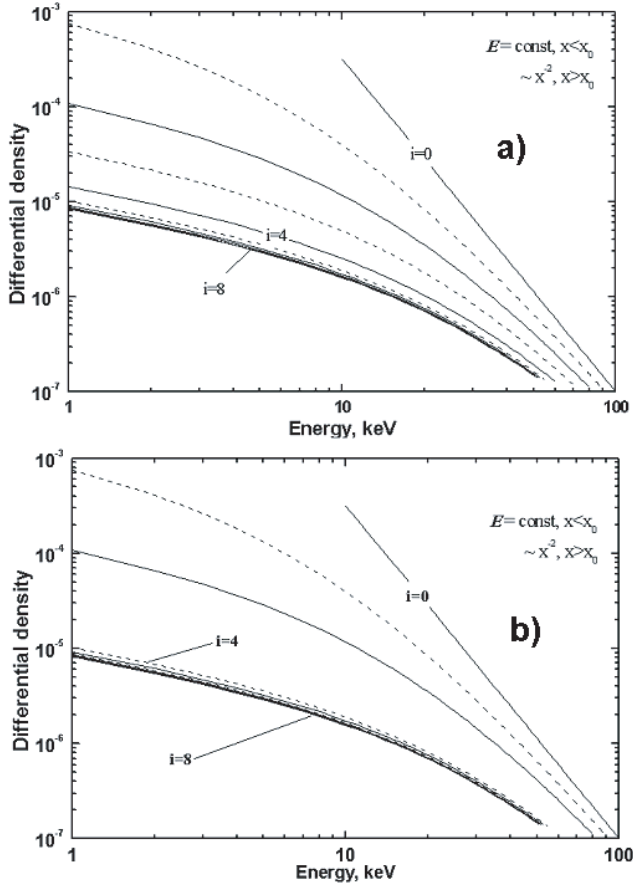 10⁻³
10⁻⁴
10⁻⁵
10⁻⁶
10⁻⁷
Differential density
E= const, x<x₀
~ x⁻², x>x₀
a)
i=0
i=4
i=8
1
10
100
Energy, keV
10⁻³
10⁻⁴
10⁻⁵
10⁻⁶
10⁻⁷
Differential density
E= const, x<x₀
~ x⁻², x>x₀
i=0
b)
i=4
i=8
1
10
100
Energy, keV